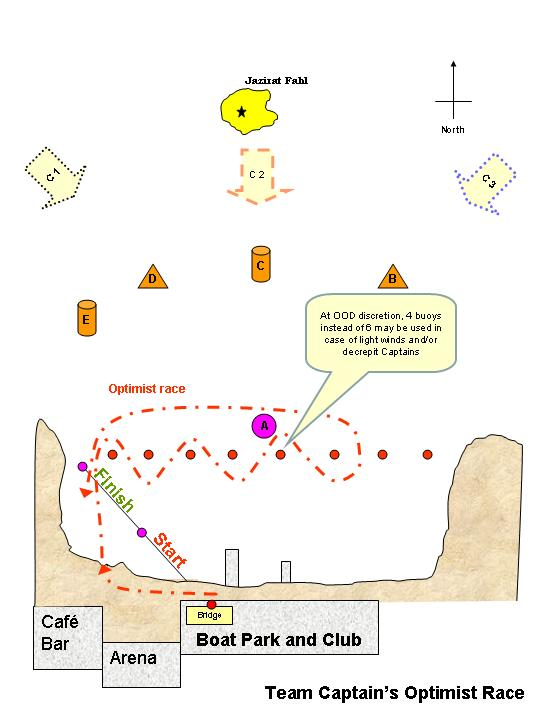 Jazirat Fahl
North
C 1
C 2
C 3
D
C
B
E
At OOD discretion, 4 buoys
instead of 6 may be used in
case of light winds and/or
decrepit Captains
Optimist race
A
Finish
Start
Bridge
Café
Bar
Boat Park and Club
Arena
Team Captain's Optimist Race